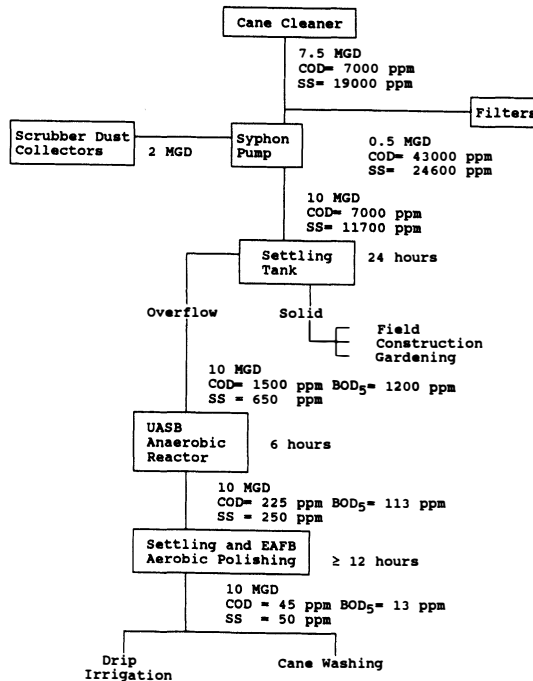 Cane Cleaner
7.5 MGD
COD= 7000 ppm
SS= 19000 ppm
Filters
Scrubber Dust
Collectors
2 MGD
Syphon
Pump
0.5 MGD
COD= 43000 ppm
SS= 24600 ppm
10 MGD
COD= 7000 ppm
SS= 11700 ppm
Settling
Tank
24 hours
Overflow
Solid
Field
Construction
Gardening
10 MGD
COD= 1500 ppm BOD5= 1200 ppm
SS = 650 ppm
UASB
Anaerobic
Reactor
6 hours
10 MGD
COD= 225 ppm BOD5= 113 ppm
SS = 250 ppm
Settling and EAFB
Aerobic Polishing
≥ 12 hours
10 MGD
COD = 45 ppm BOD5= 13 ppm
SS = 50 ppm
Drip
Irrigation
Cane Washing